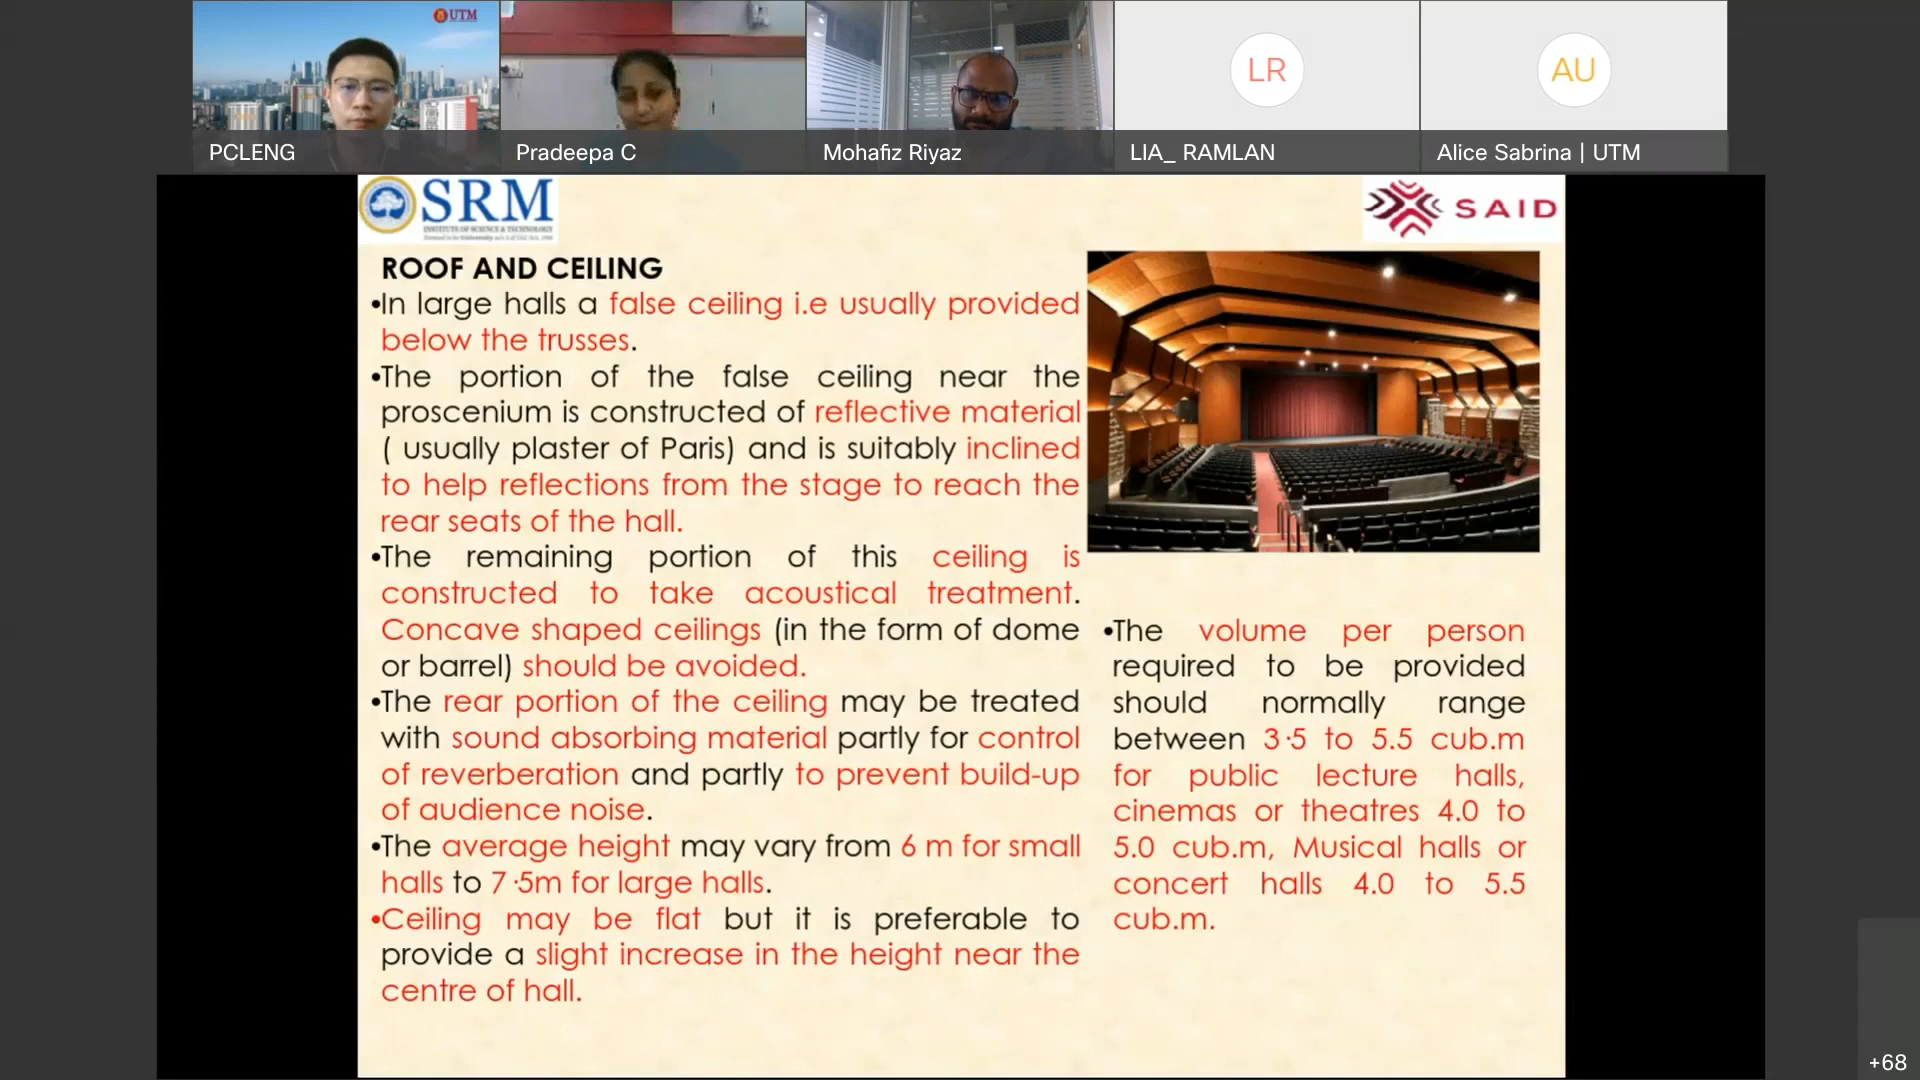 UTM
PCLENG
Pradeepa C
Mohafiz Riyaz
LR
LIA_ RAMLAN
AU
Alice Sabrina | UTM
SRM
INSTITUTE OF SCIENCE & TECHNOLOGY
SAID
ROOF AND CEILING
•In large halls a false ceiling i.e usually provided
below the trusses.
•The portion of the false ceiling near the
proscenium is constructed of reflective material
( usually plaster of Paris) and is suitably inclined
to help reflections from the stage to reach the
rear seats of the hall.
•The remaining portion of this ceiling is
constructed to take acoustical treatment.
Concave shaped ceilings (in the form of dome
or barrel) should be avoided.
•The rear portion of the ceiling may be treated
with sound absorbing material partly for control
of reverberation and partly to prevent build-up
of audience noise.
•The average height may vary from 6 m for small
halls to 7·5m for large halls.
•Ceiling may be flat but it is preferable to
provide a slight increase in the height near the
centre of hall.
•The volume per person
required to be provided
should normally range
between 3·5 to 5.5 cub.m
for public lecture halls,
cinemas or theatres 4.0 to
5.0 cub.m, Musical halls or
concert halls 4.0 to 5.5
cub.m.
+68